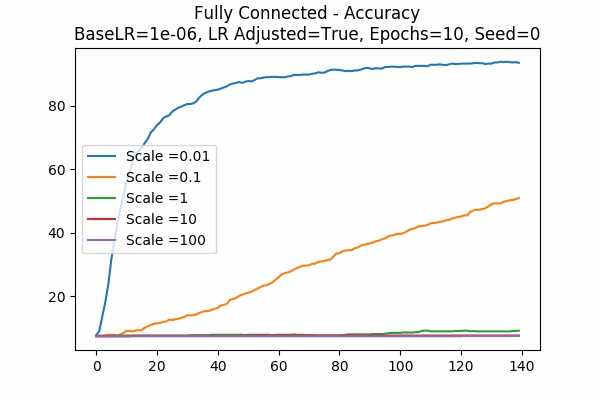 Fully Connected - Accuracy
BaseLR=1e-06, LR Adjusted=True, Epochs=10, Seed=0
80
60
40
20
Scale =0.01
Scale =0.1
Scale =1
Scale =10
Scale =100
0 20 40 60 80 100 120 140